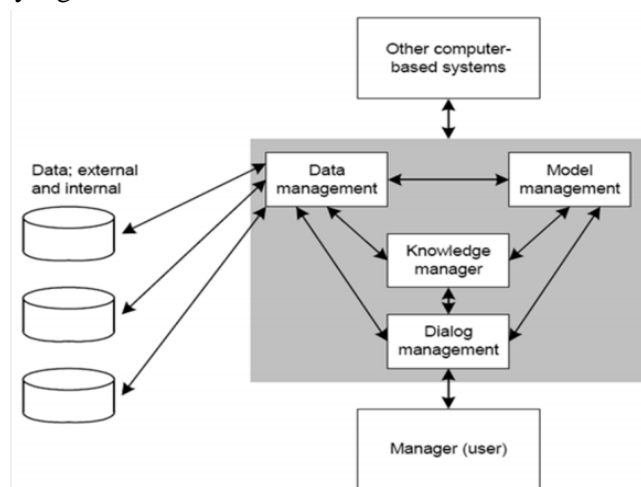 Other computer-
based systems
Data; external
and internal
Data
management
Model
management
Knowledge
manager
Dialog
management
Manager (user)